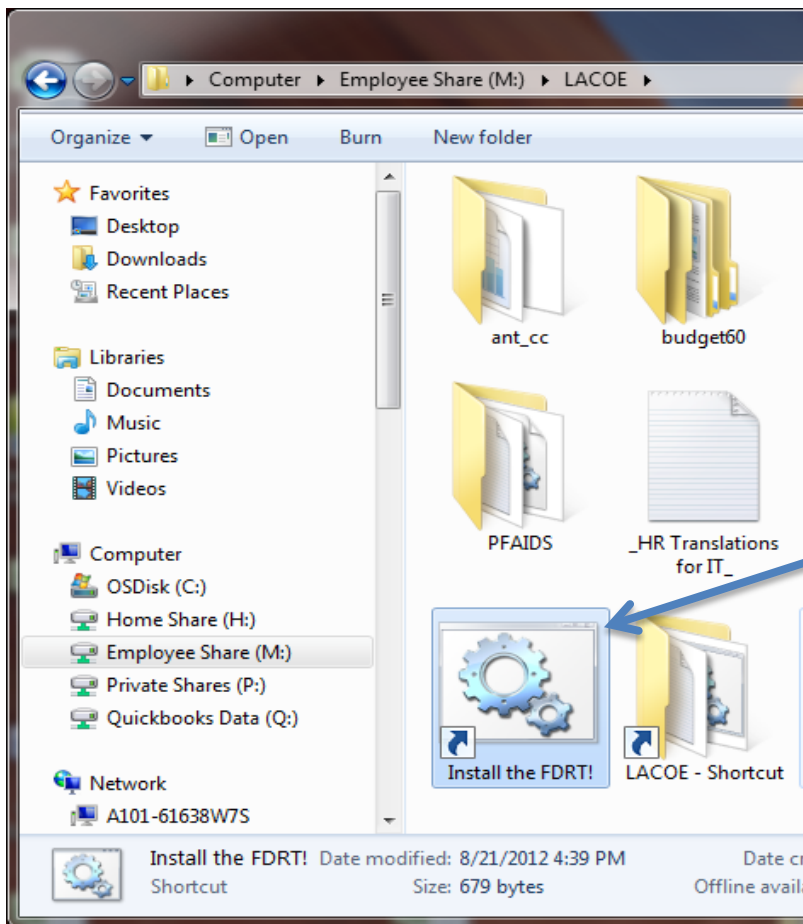 Computer Employee Share (M:) LACOE
Organize Open Burn New folder
Favorites
Desktop
Downloads
Recent Places
Libraries
Documents
Music
Pictures
Videos
Computer
OSDisk (C:)
Home Share (H:)
Employee Share (M:)
Private Shares (P:)
Quickbooks Data (Q:)
Network
A101-61638W7S
ant_cc budget60
PFAIDS _HR Translations
for IT_
Install the FDRT! LACOE - Shortcut
Install the FDRT! Date modified: 8/21/2012 4:39 PM Date
Shortcut Size: 679 bytes Offline